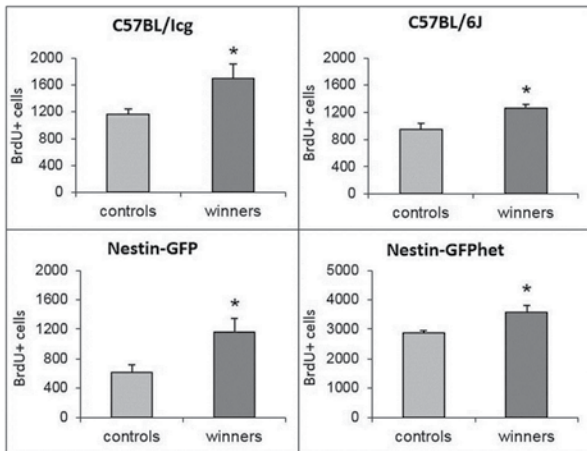 C57BL/Icg
BrdU+ cells
2000
1600
1200
800
400
0
*
controls winners
C57BL/6J
BrdU+ cells
2000
1600
1200
800
400
0
*
controls winners
Nestin-GFP
BrdU+ cells
2000
1600
1200
800
400
0
*
controls winners
Nestin-GFPhet
BrdU+ cells
5000
4000
3000
2000
1000
0
*
controls winners